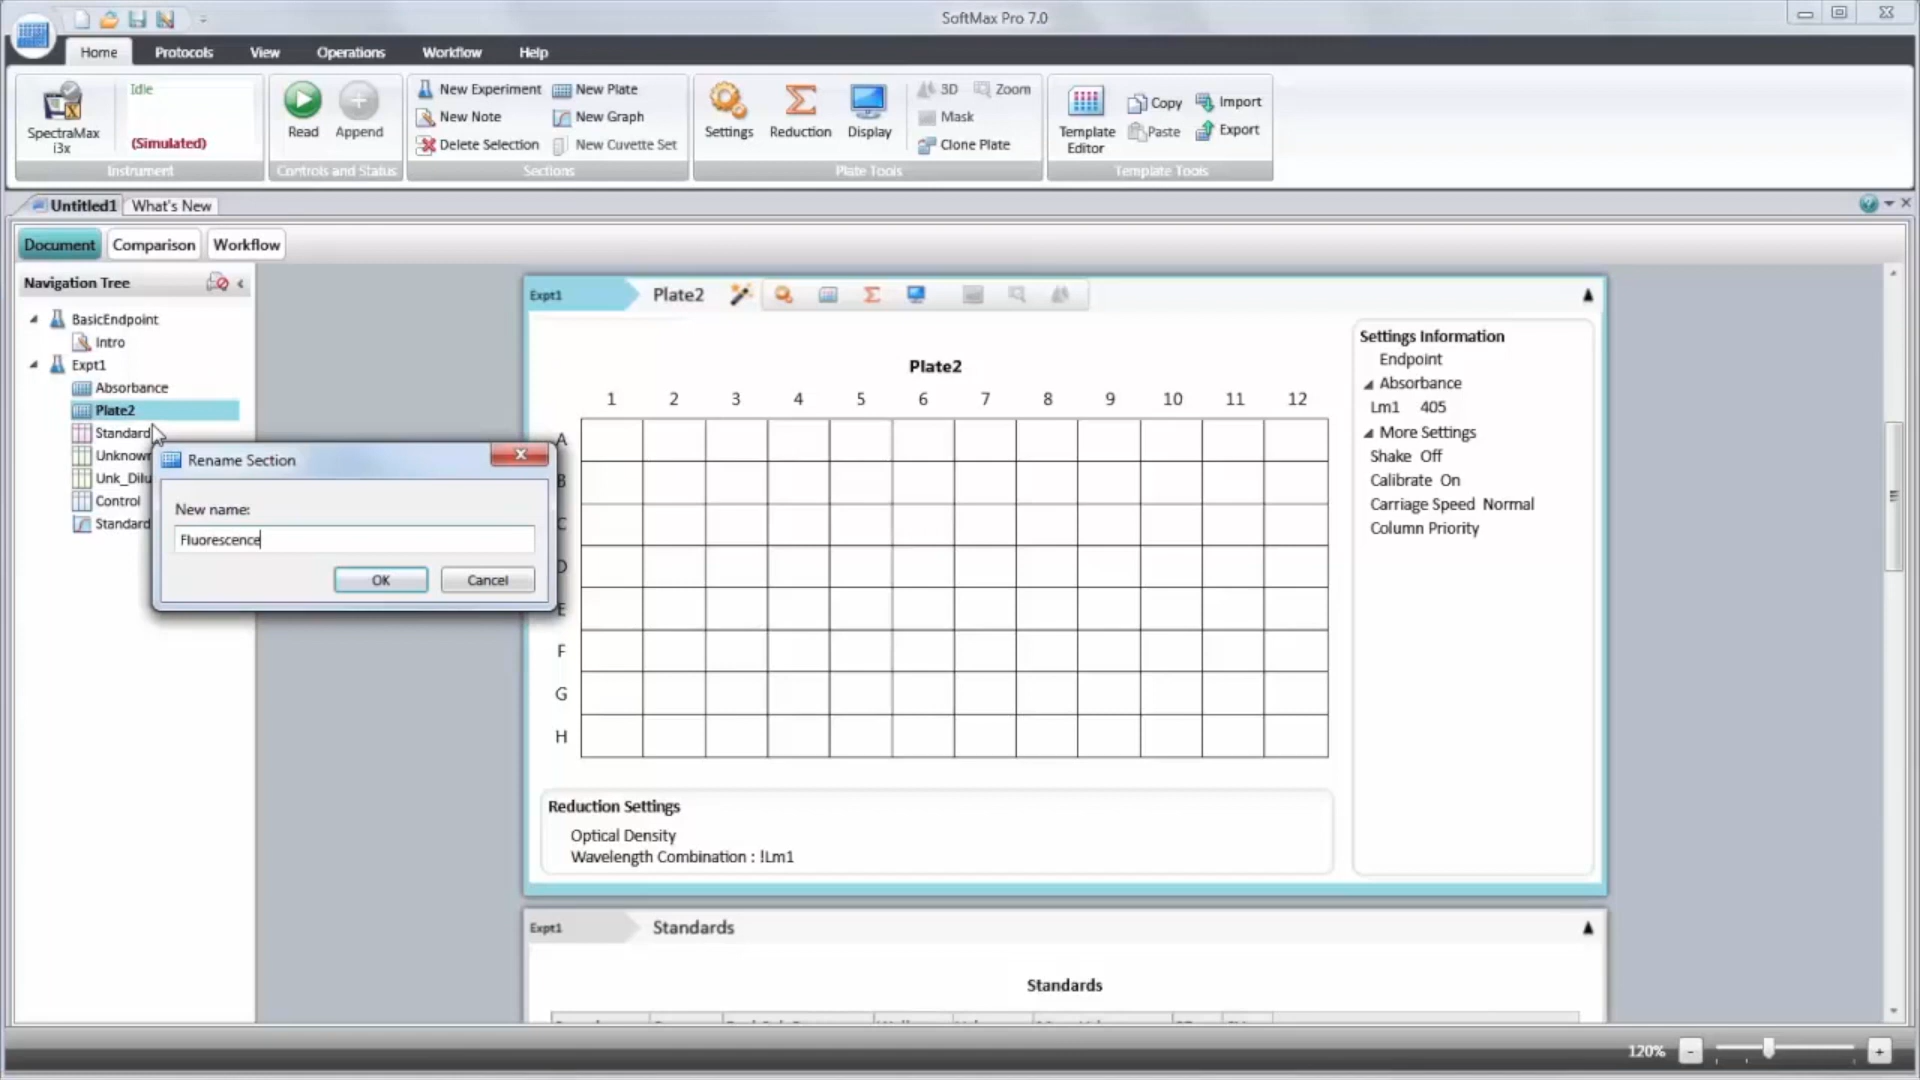 SoftMax Pro 7.0
Home Protocols View Operations Workflow Help
Idle
(Simulated)
SpectraMax
i3x
Instrument
Read Append
Controls and Status
New Experiment New Plate
New Note New Graph
Delete Selection New Cuvette Set
Sections
Settings Reduction Display
3D Zoom
Mask
Clone Plate
Plate Tools
Template
Editor
Copy Import
Paste Export
Template Tools
Untitled1 What's New
Document Comparison Workflow
Navigation Tree
BasicEndpoint
Intro
Expt1
Absorbance
Plate2
Standard
Unknown
Unk_Dilu
Control
Standard
Rename Section
New name:
Fluorescence
OK Cancel
Expt1 Plate2
Plate2
1 2 3 4 5 6 7 8 9 10 11 12
A
B
C
D
E
F
G
H
Settings Information
Endpoint
Absorbance
Lm1 405
More Settings
Shake Off
Calibrate On
Carriage Speed Normal
Column Priority
Reduction Settings
Optical Density
Wavelength Combination : !Lm1
Expt1 Standards
Standards
120% - +